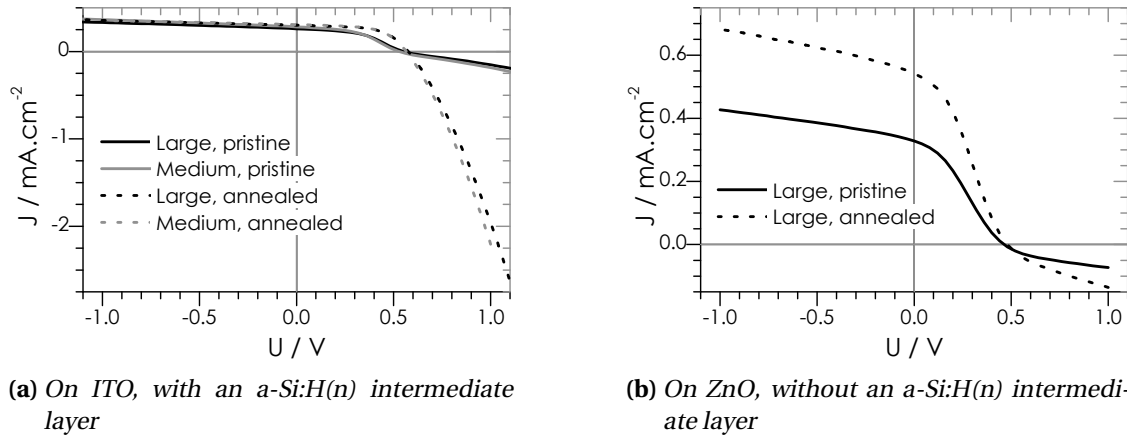 0
-1
-2
J / mA.cm-2
Large, pristine
Medium, pristine
Large, annealed
Medium, annealed
-1.0 -0.5 0.0 0.5 1.0
U / V
(a) On ITO, with an a-Si:H(n) intermediate
layer
0.6
0.4
0.2
0.0
J / mA.cm-2
Large, pristine
Large, annealed
-1.0 -0.5 0.0 0.5 1.0
U / V
(b) On ZnO, without an a-Si:H(n) intermedi-
ate layer